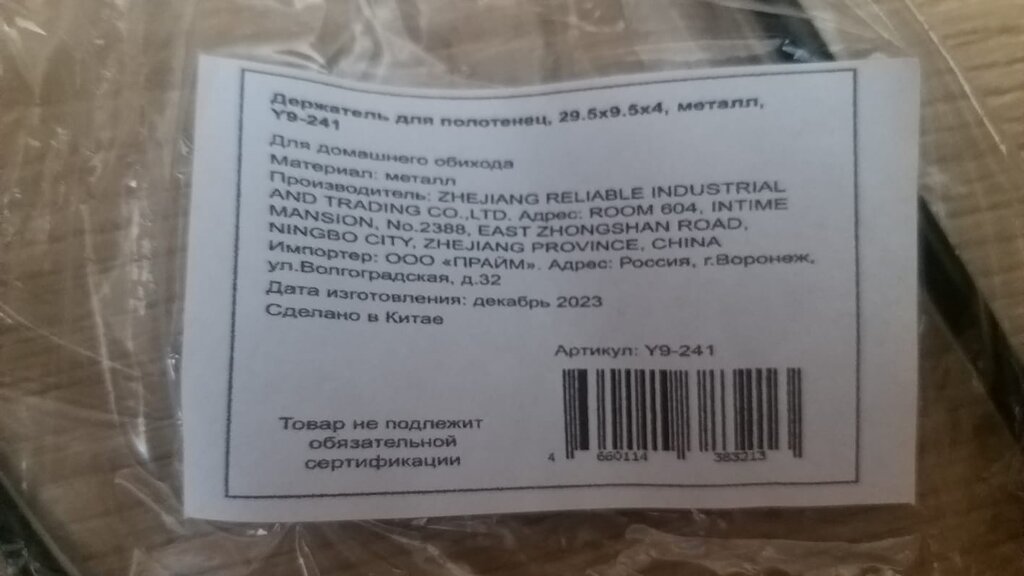 Держатель для полотенец, 29.5х9.5х4, металл,
Y9-241
Для домашнего обихода
Материал: металл
Производитель: ZHEJIANG RELIABLE INDUSTRIAL
AND TRADING CO.,LTD. Адрес: ROOM 604, INTIME
MANSION, No.2388, EAST ZHONGSHAN ROAD,
NINGBO CITY, ZHEJIANG PROVINCE, CHINA
Импортер: ООО «ПРАЙМ». Адрес: Россия, г.Воронеж,
ул.Волгоградская, д.32
Дата изготовления: декабрь 2023
Сделано в Китае
Артикул: Y9-241
Товар не подлежит
обязательной
сертификации
4 660114 383213